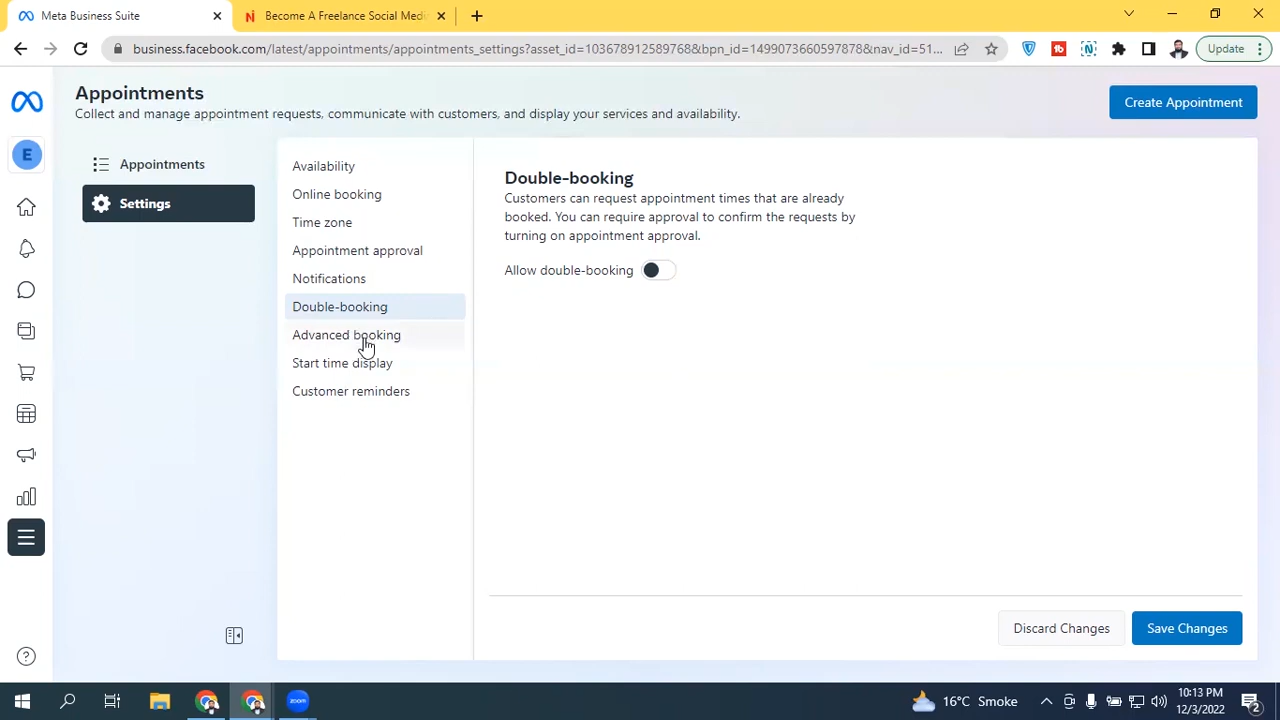 Meta Business Suite
Become A Freelance Social Medi
business.facebook.com/latest/appointments/appointments_settings?asset_id=103678912589768&bpn_id=149907366059787878&nav_id=51...
Update
Appointments
Collect and manage appointment requests, communicate with customers, and display your services and availability.
Create Appointment
E
Appointments
Settings
Availability
Online booking
Time zone
Appointment approval
Notifications
Double-booking
Advanced booking
Start time display
Customer reminders
Double-booking
Customers can request appointment times that are already
booked. You can require approval to confirm the requests by
turning on appointment approval.
Allow double-booking
Discard Changes
Save Changes
16°C Smoke
10:13 PM
12/3/2022
2
zoom